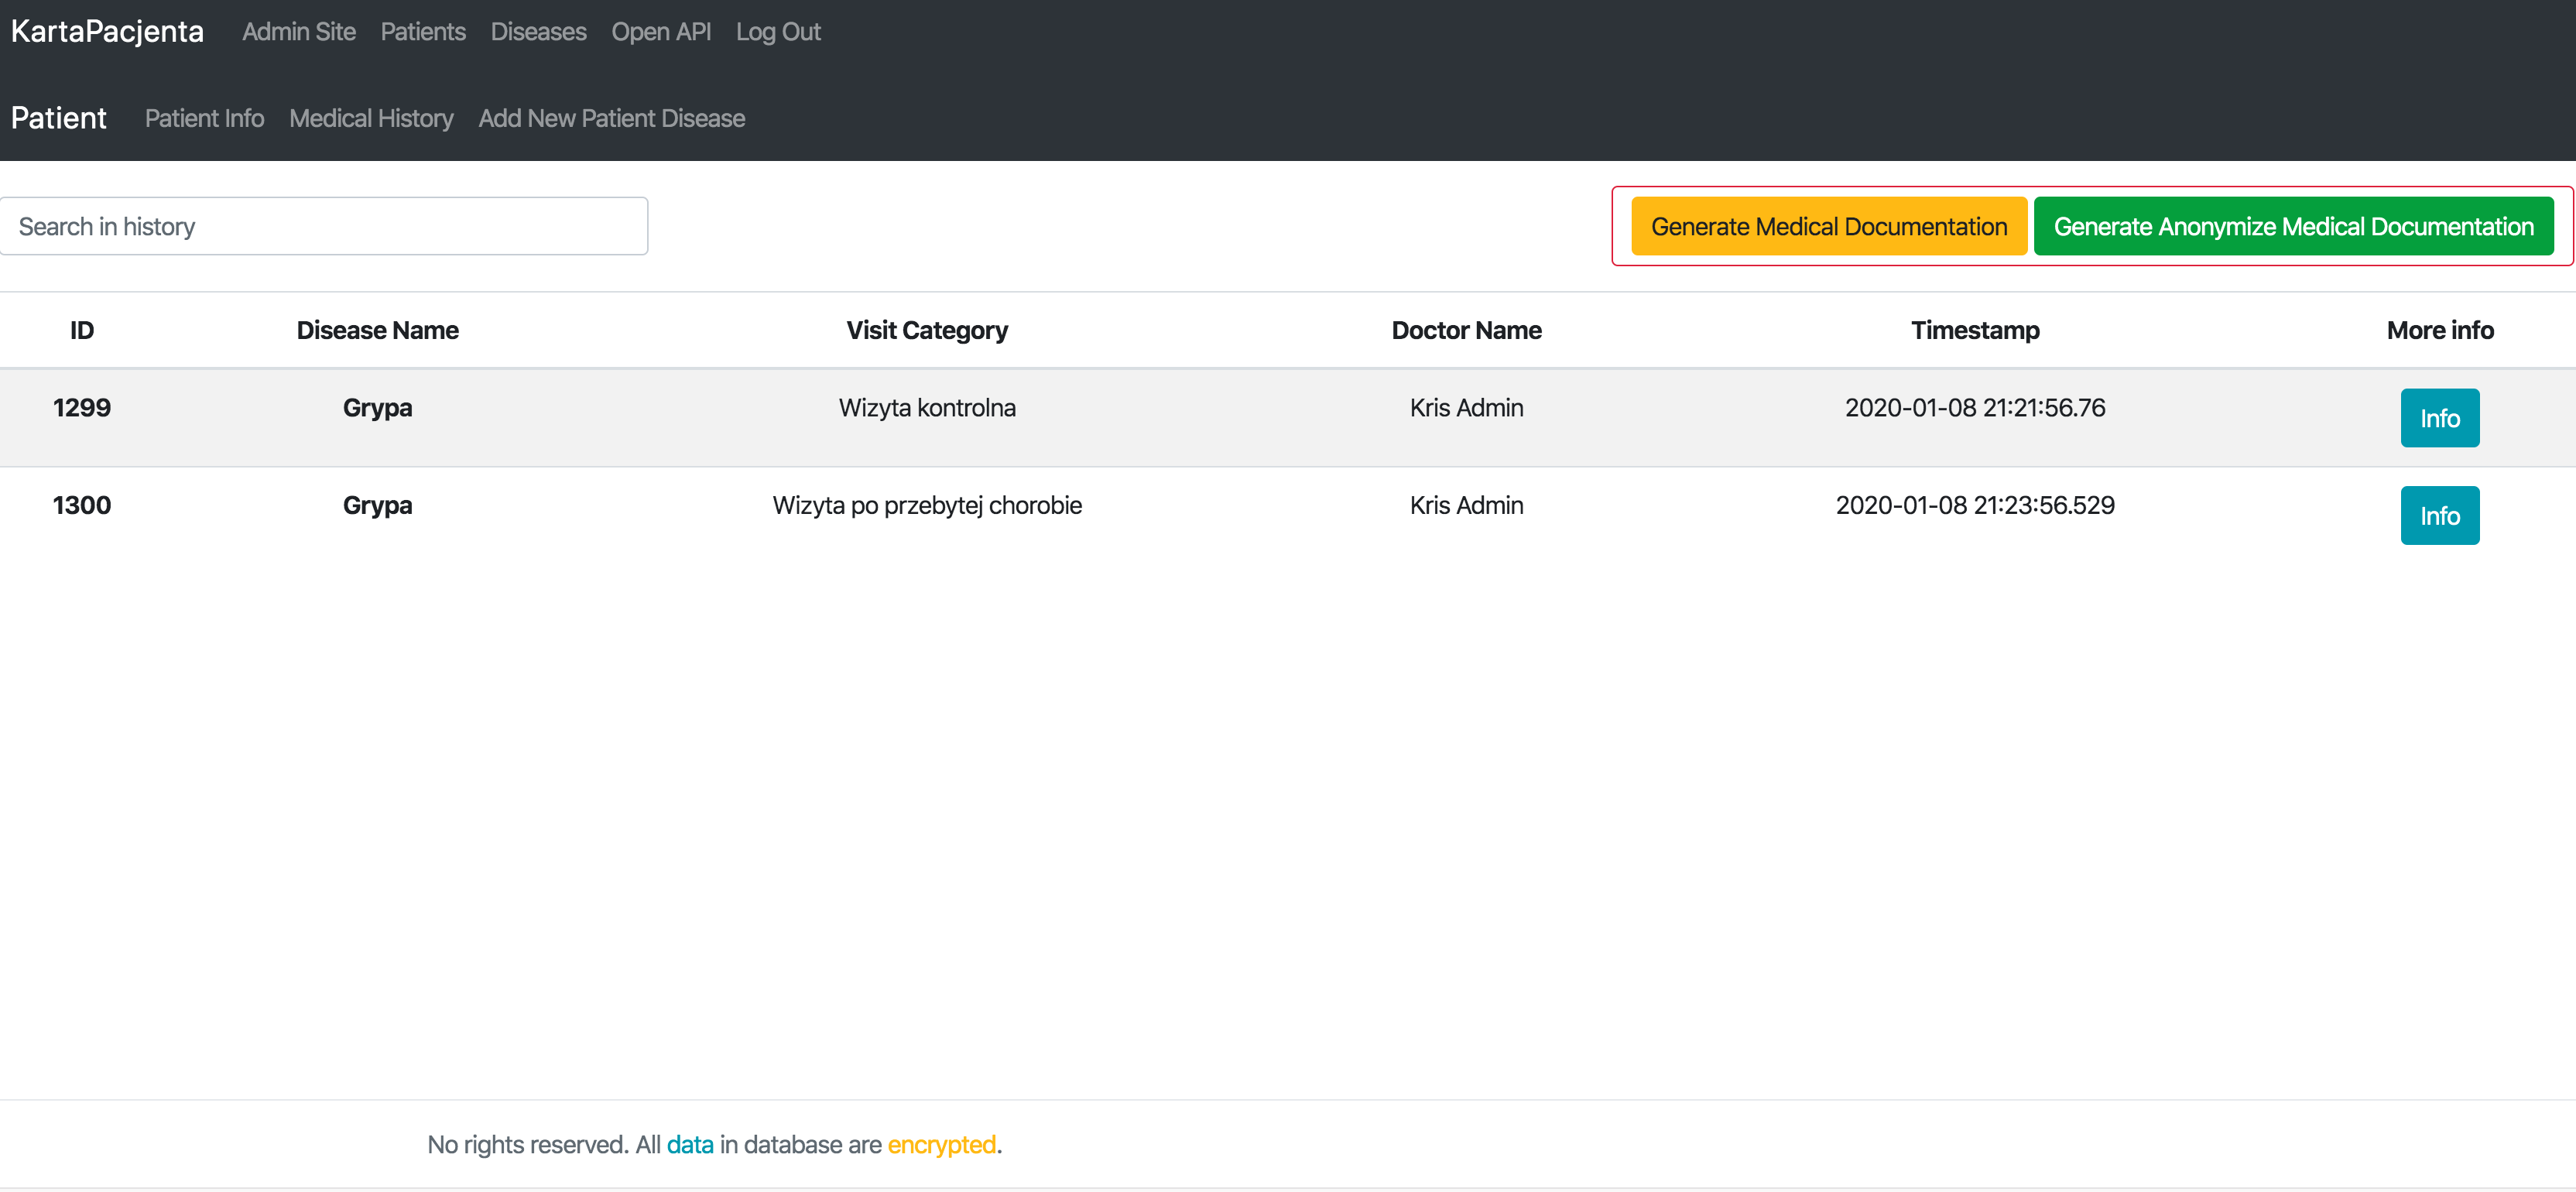 KartaPacjenta Admin Site Patients Diseases Open API Log Out
Patient Patient Info Medical History Add New Patient Disease
Search in history Generate Medical Documentation Generate Anonymize Medical Documentation
ID Disease Name Visit Category Doctor Name Timestamp More info
1299 Grypa Wizyta kontrolna Kris Admin 2020-01-08 21:21:56.76 Info
1300 Grypa Wizyta po przebytej chorobie Kris Admin 2020-01-08 21:23:56.529 Info
No rights reserved. All data in database are encrypted.